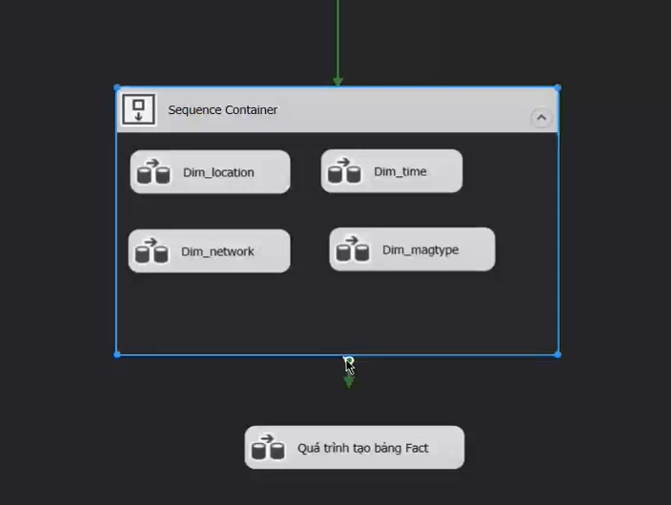 Sequence Container
Dim_location
Dim_time
Dim_network
Dim_magtype
Quá trình tạo bảng Fact